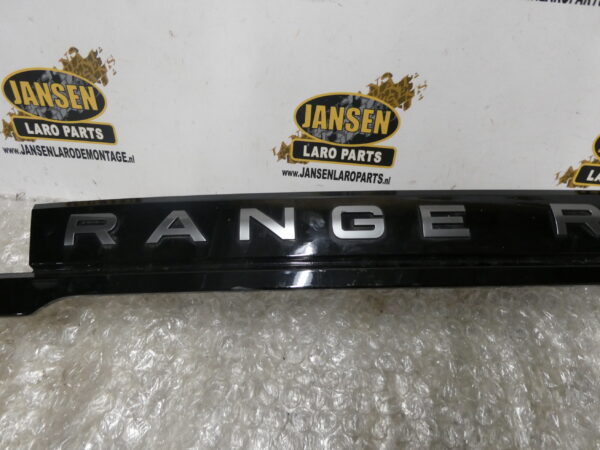 JANSEN
LARO PARTS
WWW.JANSENLARODEMONTAGE.nl
JANSEN
LARO PARTS
WWW.JANSENLAROPARTS.nl
RANGE R